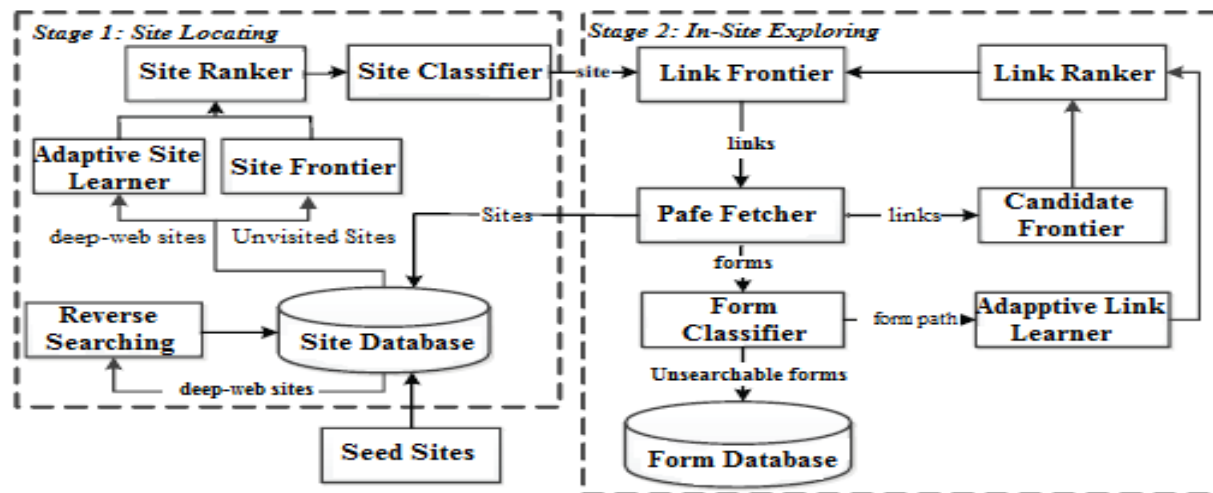 Stage 1: Site Locating
Site Ranker
Site Classifier
site
Adaptive Site
Learner
Site Frontier
deep-web sites
Unvisited Sites
Reverse
Searching
Site Database
deep-web sites
Seed Sites
Stage 2: In-Site Exploring
Link Frontier
Link Ranker
links
Sites
Pafe Fetcher
links
Candidate
Frontier
forms
Form
Classifier
form path
Adapptive Link
Learner
Unsearchable forms
Form Database